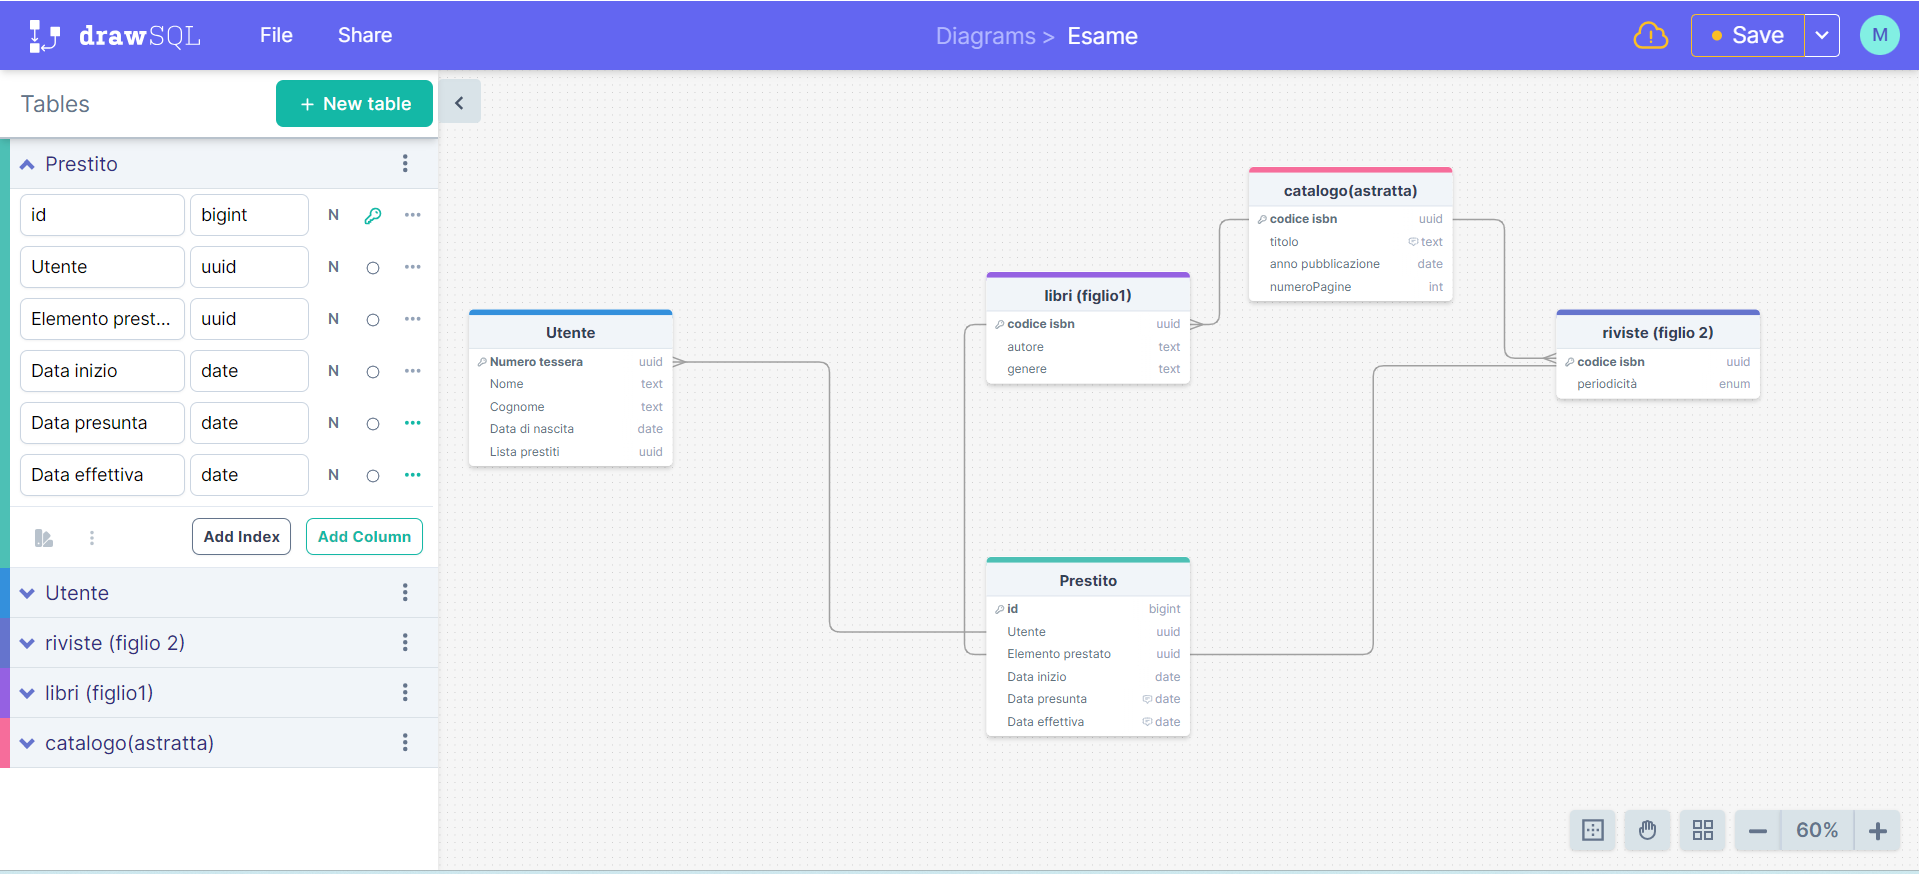 drawSQL File Share Diagrams > Esame Save M
Tables + New table
Prestito
id bigint N
Utente uuid N
Elemento prest... uuid N
Data inizio date N
Data presunta date N
Data effettiva date N
Add Index Add Column
Utente
riviste (figlio 2)
libri (figlio1)
catalogo(astratta)
Utente
Numero tessera uuid
Nome text
Cognome text
Data di nascita date
Lista prestiti uuid
libri (figlio1)
codice isbn uuid
autore text
genere text
catalogo(astratta)
codice isbn uuid
titolo text
anno pubblicazione date
numeroPagine int
riviste (figlio 2)
codice isbn uuid
periodicità enum
Prestito
id bigint
Utente uuid
Elemento prestato uuid
Data inizio date
Data presunta date
Data effettiva date
60%